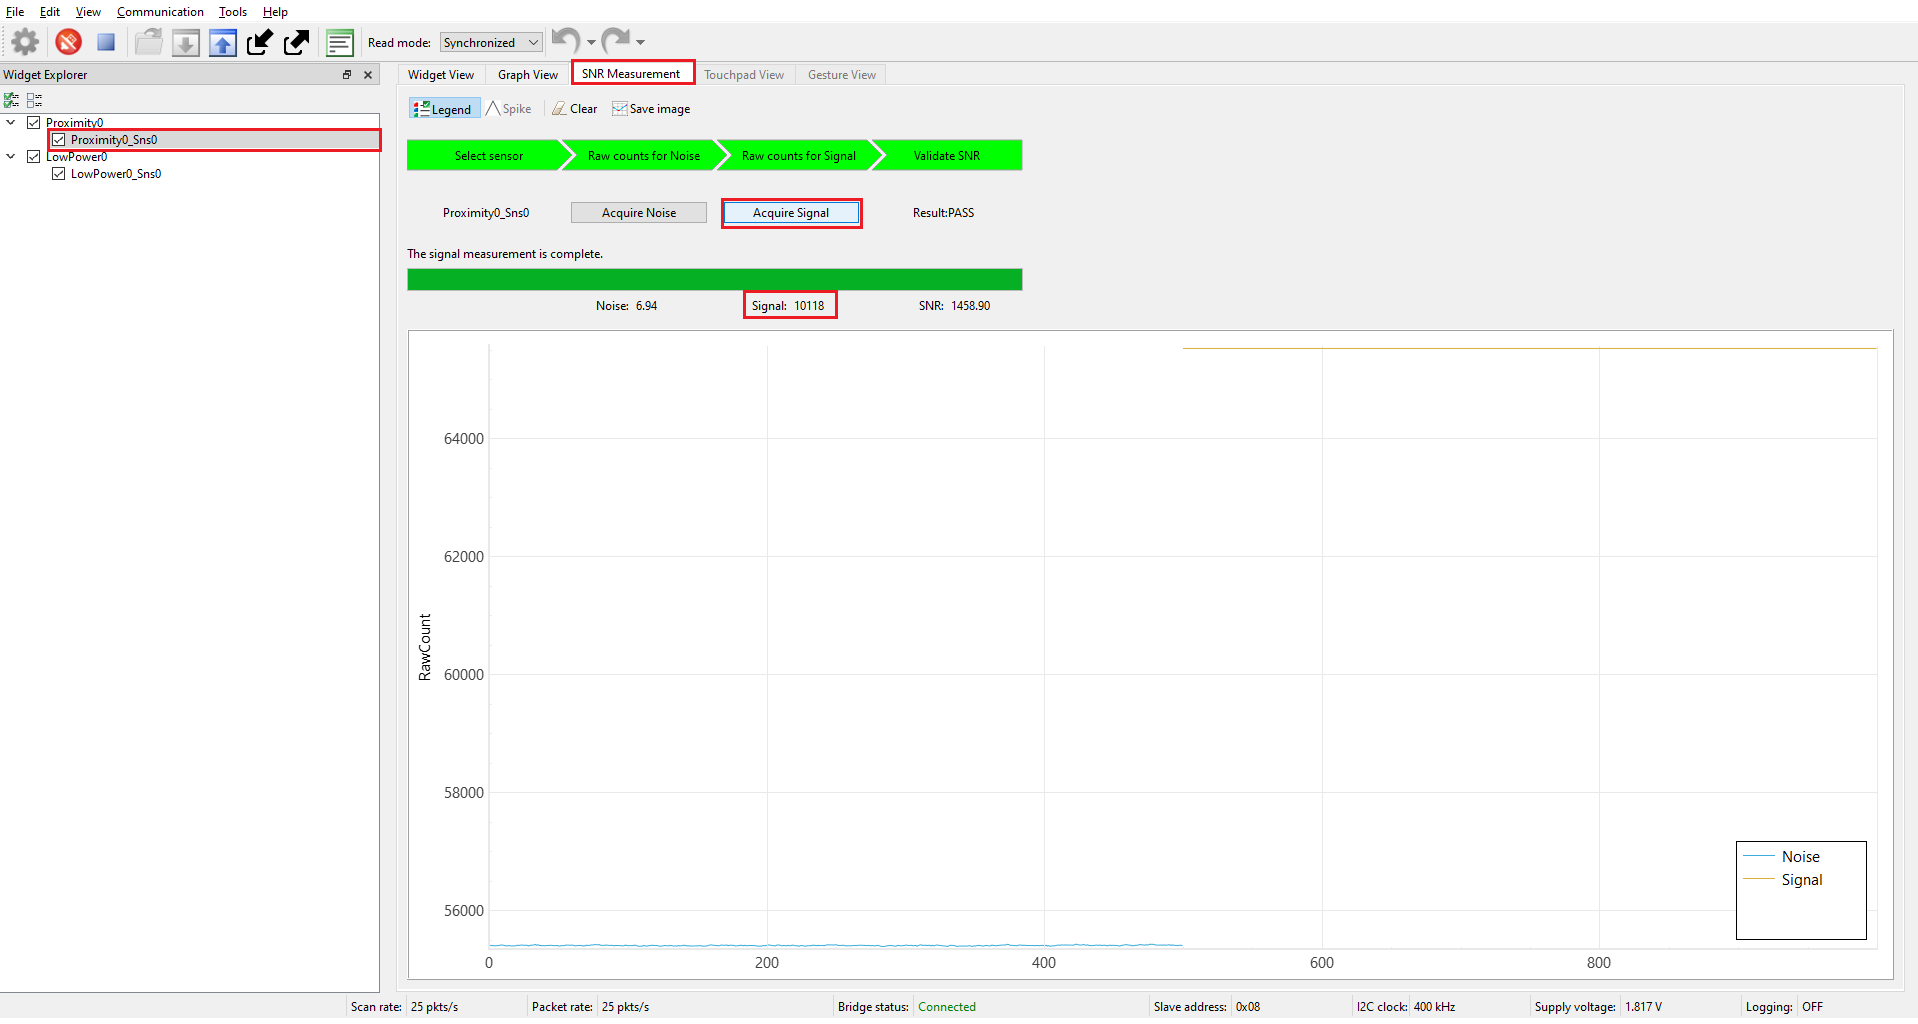 File Edit View Communication Tools Help
Read mode: Synchronized
Widget Explorer
Widget View Graph View SNR Measurement Touchpad View Gesture View
Legend Spike Clear Save image
Proximity0
Proximity0_Sns0
LowPower0
LowPower0_Sns0
Select sensor Raw counts for Noise Raw counts for Signal Validate SNR
Proximity0_Sns0 Acquire Noise Acquire Signal Result:PASS
The signal measurement is complete.
Noise: 6.94 Signal: 10118 SNR: 1458.90
64000
62000
60000
58000
56000
RawCount
0 200 400 600 800
Noise
Signal
Scan rate: 25 pkts/s Packet rate: 25 pkts/s Bridge status: Connected Slave address: 0x08 I2C clock: 400 kHz Supply voltage: 1.817 V Logging: OFF